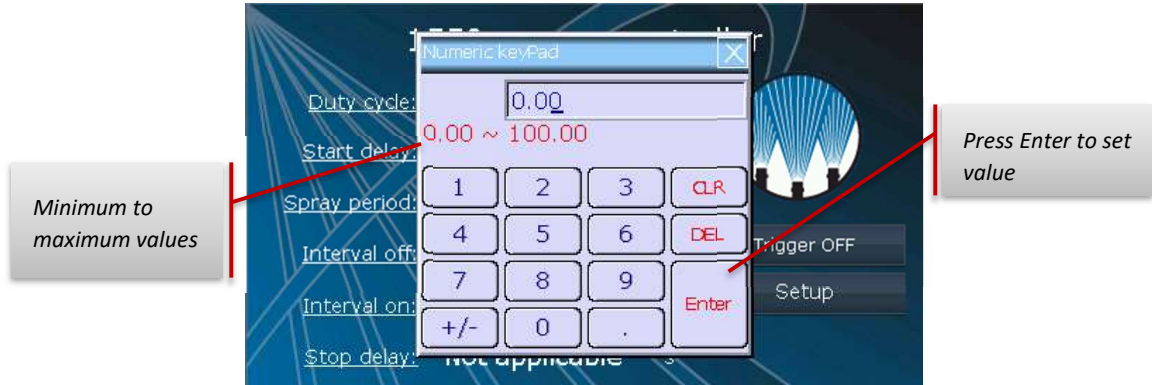 Numeric keyPad
Duty cycle:
0.00
0.00 ~ 100.00
Start delay:
Press Enter to set
value
Minimum to
maximum values
Spray period:
1 2 3 CLR
4 5 6 DEL
Interval off:
Trigger OFF
7 8 9 Enter
Setup
Interval on:
+/- 0 .
Stop delay: Not applicable s